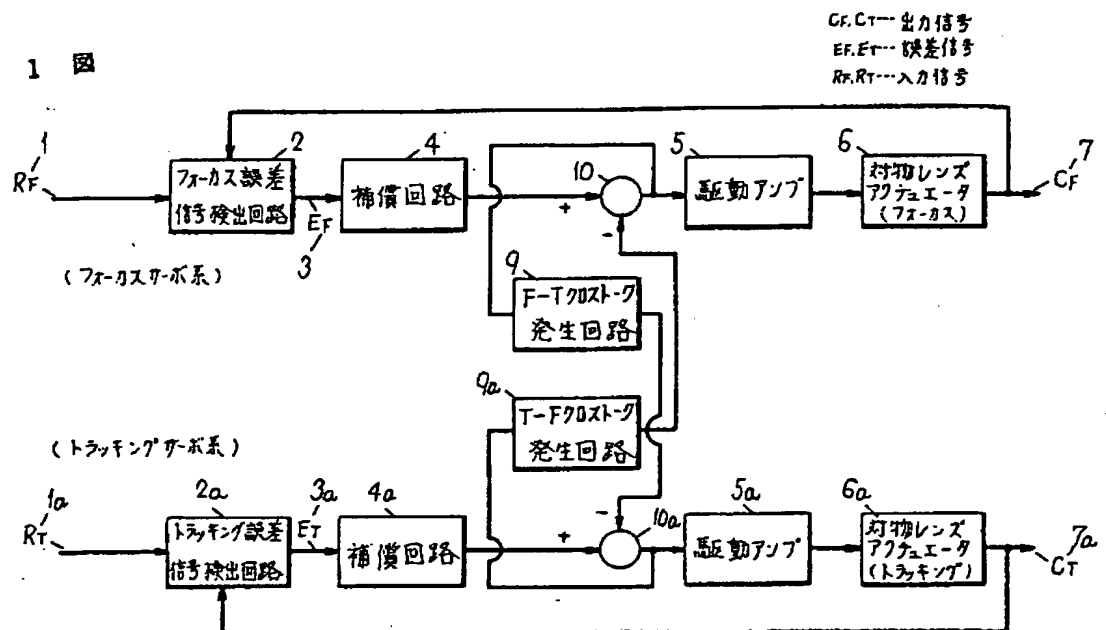 CF.CT…出力信号
EF.ET…誤差信号
RF.RT…入力信号
1 図
1
RF
2
フォーカス誤差
信号検出回路
EF
3
4
補償回路
10
+
-
5
駆動アンプ
6
対物レンズ
アクチュエータ
(フォーカス)
7
CF
(フォーカスサーボ系)
9
F-Tクロストーク
発生回路
9a
T-Fクロストーク
発生回路
(トラッキングサーボ系)
1a
RT
2a
トラッキング誤差
信号検出回路
3a
ET
4a
補償回路
+
-
10a
5a
駆動アンプ
6a
対物レンズ
アクチュエータ
(トラッキング)
7a
CT